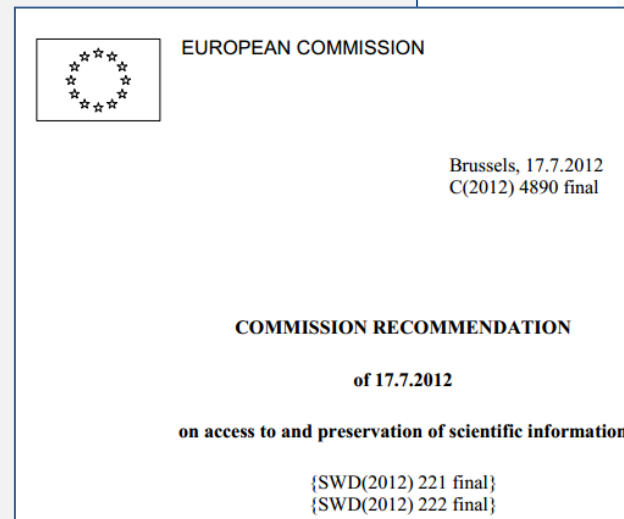 EUROPEAN COMMISSION
Brussels, 17.7.2012
C(2012) 4890 final
COMMISSION RECOMMENDATION
of 17.7.2012
on access to and preservation of scientific information
{SWD(2012) 221 final}
{SWD(2012) 222 final}